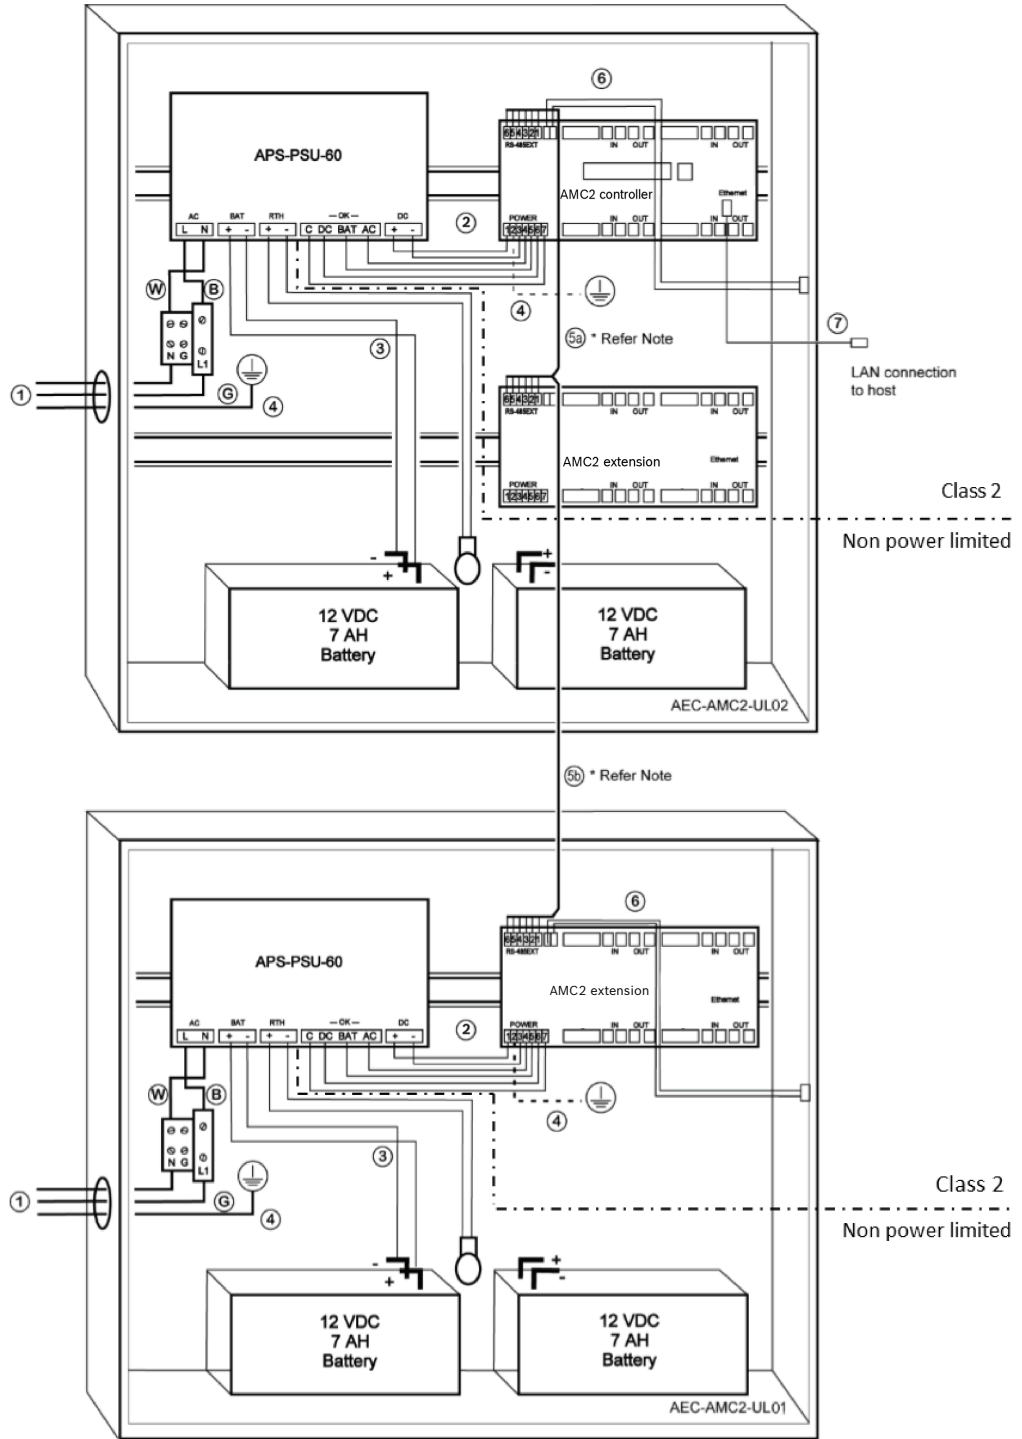 6
APS-PSU-60
654321
RS-485EXT
IN OUT
IN OUT
AMC2 controller
Ethernet
AC BAT RTH OK DC
L N + - + - C DC BAT AC + -
2
POWER
1234567
IN OUT
IN OUT
W
B
4
5a * Refer Note
7
3
N G L1
LAN connection
to host
1
G
4
654321
RS-485EXT
IN OUT
IN OUT
AMC2 extension
Ethernet
POWER
1234567
IN OUT
IN OUT
Class 2
Non power limited
- +
+ -
12 VDC
7 AH
Battery
12 VDC
7 AH
Battery
AEC-AMC2-UL02
5b * Refer Note
6
APS-PSU-60
654321
RS-485EXT
IN OUT
IN OUT
AMC2 extension
Ethernet
AC BAT RTH OK DC
L N + - + - C DC BAT AC + -
2
POWER
1234567
IN OUT
IN OUT
W
B
4
3
N G L1
1
G
4
Class 2
Non power limited
- +
+ -
12 VDC
7 AH
Battery
12 VDC
7 AH
Battery
AEC-AMC2-UL01